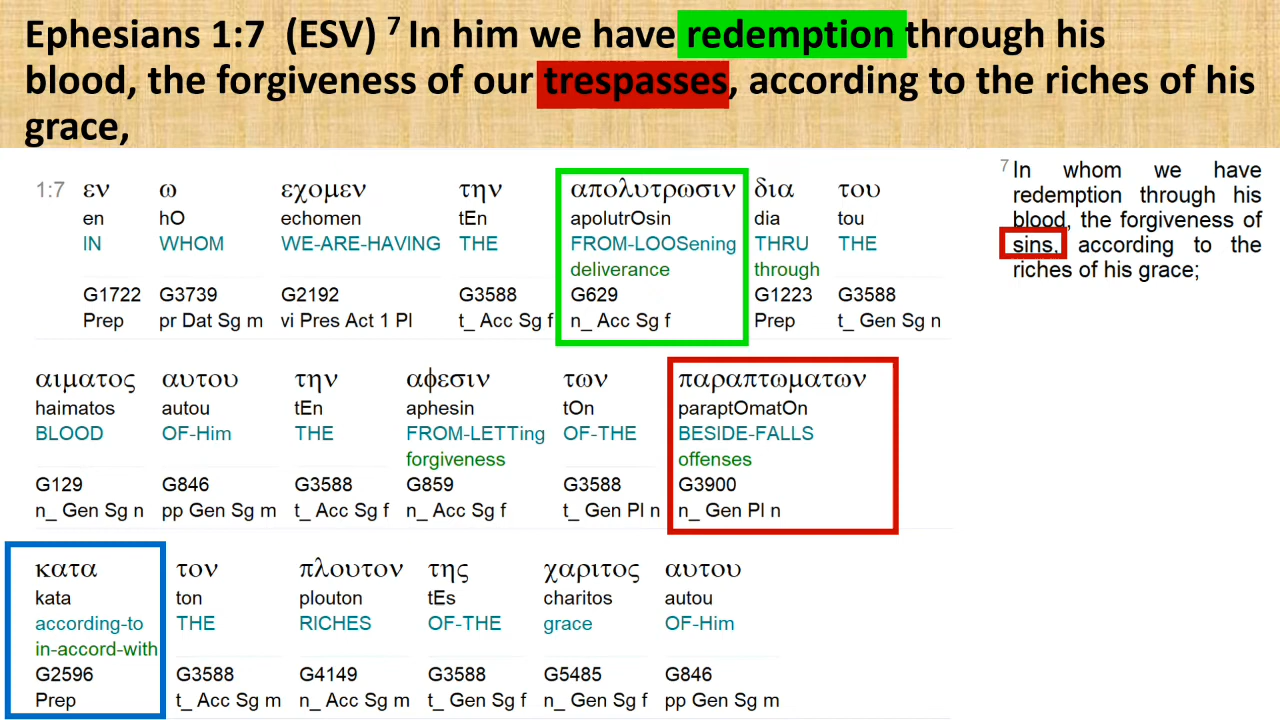 Ephesians 1:7 (ESV) 7 In him we have redemption through his
blood, the forgiveness of our trespasses, according to the riches of his
grace,
1:7 εν ω εχομεν την απολυτρωσιν δια του
en hO echomen tEn apolutrOsin dia tou
IN WHOM WE-ARE-HAVING THE FROM-LOOSening THRU THE
deliverance through
G1722 G3739 G2192 G3588 G629 G1223 G3588
Prep pr Dat Sg m vi Pres Act 1 Pl t_ Acc Sg f n_ Acc Sg f Prep t_ Gen Sg n
αιματος αυτου την αφεσιν των παραπτωματων
haimatos autou tEn aphesin tOn paraptOmatOn
BLOOD OF-Him THE FROM-LETTing OF-THE BESIDE-FALLS
forgiveness offenses
G129 G846 G3588 G859 G3588 G3900
n_ Gen Sg n pp Gen Sg m t_ Acc Sg f n_ Acc Sg f t_ Gen Pl n n_ Gen Pl n
κατα τον πλουτον της χαριτος αυτου
kata ton plouton tEs charitos autou
according-to THE RICHES OF-THE grace OF-Him
in-accord-with
G2596 G3588 G4149 G3588 G5485 G846
Prep t_ Acc Sg m n_ Acc Sg m t_ Gen Sg f n_ Gen Sg f pp Gen Sg m
7 In whom we have
redemption through his
blood, the forgiveness of
sins, according to the
riches of his grace;